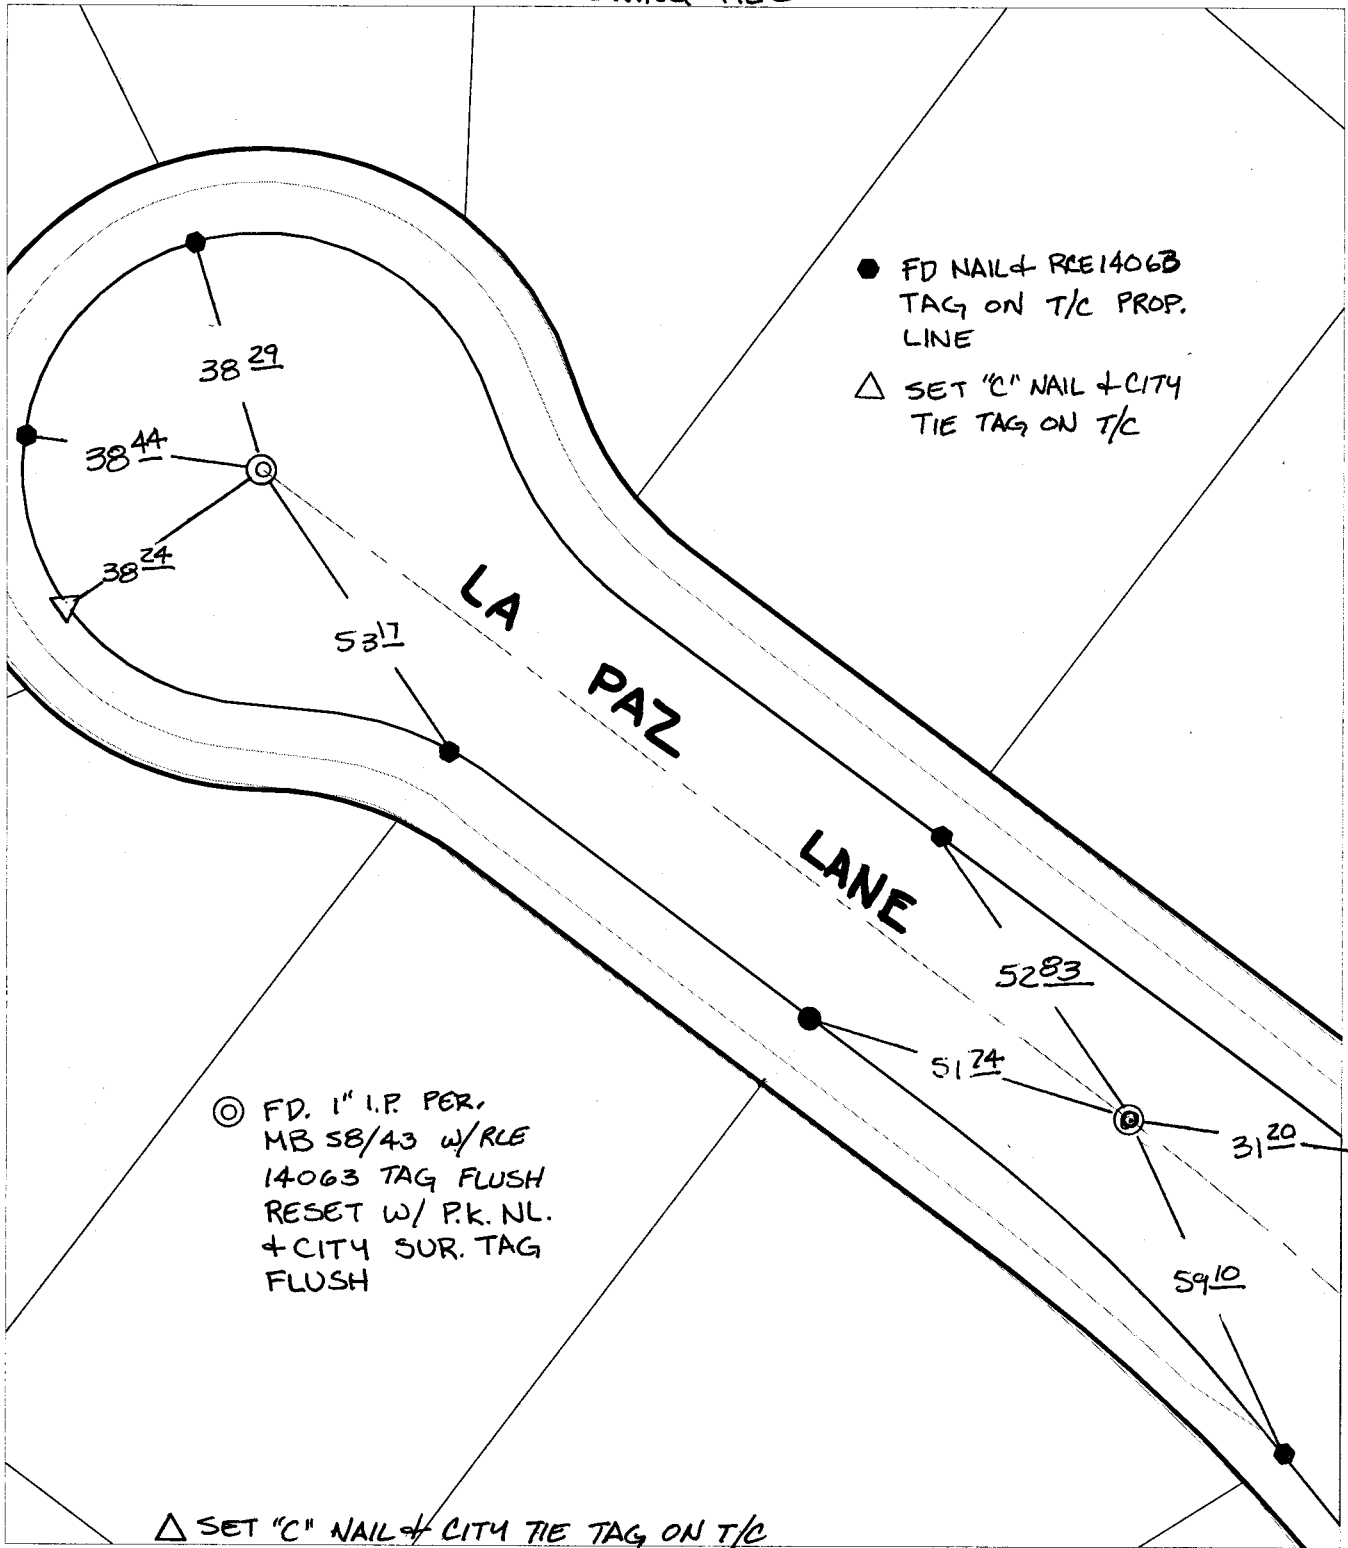 ● FD NAIL & RCE14063
TAG ON T/C PROP.
LINE
△ SET "C" NAIL & CITY
TIE TAG ON T/C
38 29
38 44
38 24
53 17
LA
PAZ
LANE
52 83
51 74
31 20
59 10
◎ FD. 1" I.P. PER.
MB 58/43 W/RCE
14063 TAG FLUSH
RESET W/ P.K. NL.
& CITY SUR. TAG
FLUSH
△ SET "C" NAIL & CITY TIE TAG ON T/C